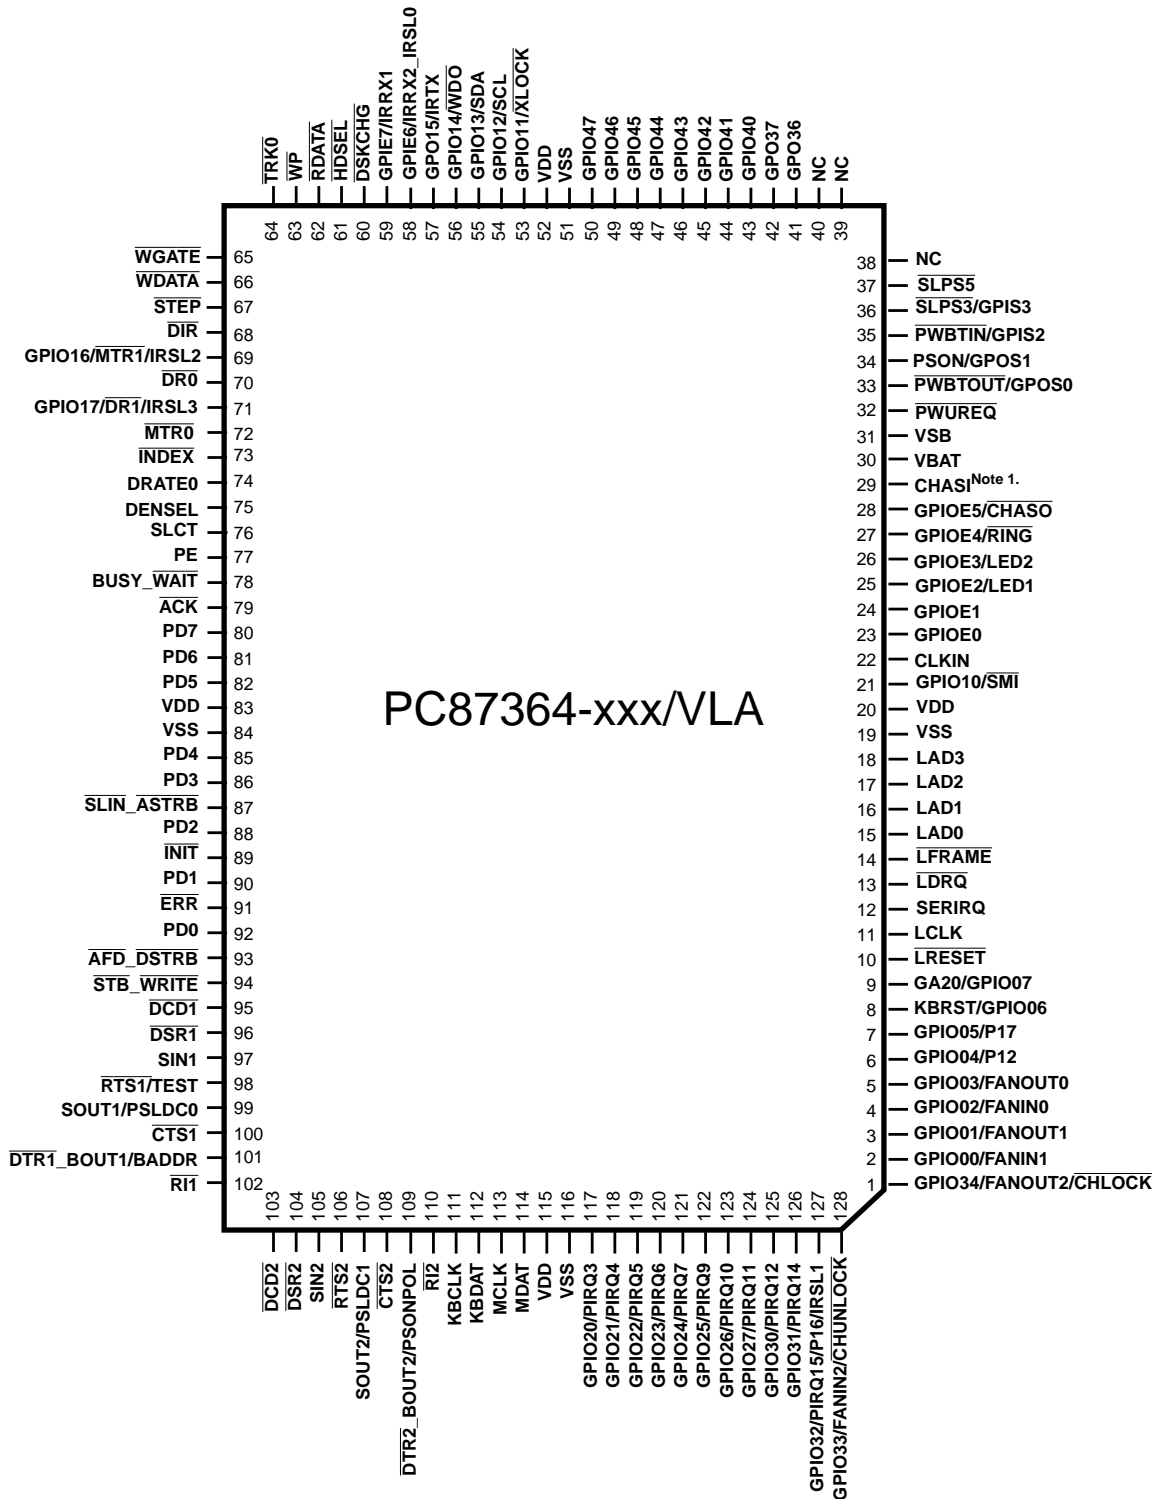 TRK0
WP
RDATA
HDSEL
DSKCHG
GPIE7/IRRX1
GPIE6/IRRX2_IRSL0
GPO15/IRTX
GPIO14/WDO
GPIO13/SDA
GPIO12/SCL
GPIO11/XLOCK
VDD
VSS
GPIO47
GPIO46
GPIO45
GPIO44
GPIO43
GPIO42
GPIO41
GPIO40
GPO37
GPO36
NC
NC
64
63
62
61
60
59
58
57
56
55
54
53
52
51
50
49
48
47
46
45
44
43
42
41
40
39
WGATE 65
WDATA 66
STEP 67
DIR 68
GPIO16/MTR1/IRSL2 69
DR0 70
GPIO17/DR1/IRSL3 71
MTR0 72
INDEX 73
DRATE0 74
DENSEL 75
SLCT 76
PE 77
BUSY_WAIT 78
ACK 79
PD7 80
PD6 81
PD5 82
VDD 83
VSS 84
PD4 85
PD3 86
SLIN_ASTRB 87
PD2 88
INIT 89
PD1 90
ERR 91
PD0 92
AFD_DSTRB 93
STB_WRITE 94
DCD1 95
DSR1 96
SIN1 97
RTS1/TEST 98
SOUT1/PSLDC0 99
CTS1 100
DTR1_BOUT1/BADDR 101
RI1 102
PC87364-xxx/VLA
38 NC
37 SLPS5
36 SLPS3/GPIS3
35 PWBTIN/GPIS2
34 PSON/GPOS1
33 PWBTOUT/GPOS0
32 PWUREQ
31 VSB
30 VBAT
29 CHASI Note 1.
28 GPIOE5/CHASO
27 GPIOE4/RING
26 GPIOE3/LED2
25 GPIOE2/LED1
24 GPIOE1
23 GPIOE0
22 CLKIN
21 GPIO10/SMI
20 VDD
19 VSS
18 LAD3
17 LAD2
16 LAD1
15 LAD0
14 LFRAME
13 LDRQ
12 SERIRQ
11 LCLK
10 LRESET
9 GA20/GPIO07
8 KBRST/GPIO06
7 GPIO05/P17
6 GPIO04/P12
5 GPIO03/FANOUT0
4 GPIO02/FANIN0
3 GPIO01/FANOUT1
2 GPIO00/FANIN1
1 GPIO34/FANOUT2/CHLOCK
103
104
105
106
107
108
109
110
111
112
113
114
115
116
117
118
119
120
121
122
123
124
125
126
127
128
DCD2
DSR2
SIN2
RTS2
SOUT2/PSLDC1
CTS2
DTR2_BOUT2/PSONPOL
RI2
KBCLK
KBDAT
MCLK
MDAT
VDD
VSS
GPIO20/PIRQ3
GPIO21/PIRQ4
GPIO22/PIRQ5
GPIO23/PIRQ6
GPIO24/PIRQ7
GPIO25/PIRQ9
GPIO26/PIRQ10
GPIO27/PIRQ11
GPIO30/PIRQ12
GPIO31/PIRQ14
GPIO32/PIRQ15/P16/IRSL1
GPIO33/FANIN2/CHUNLOCK